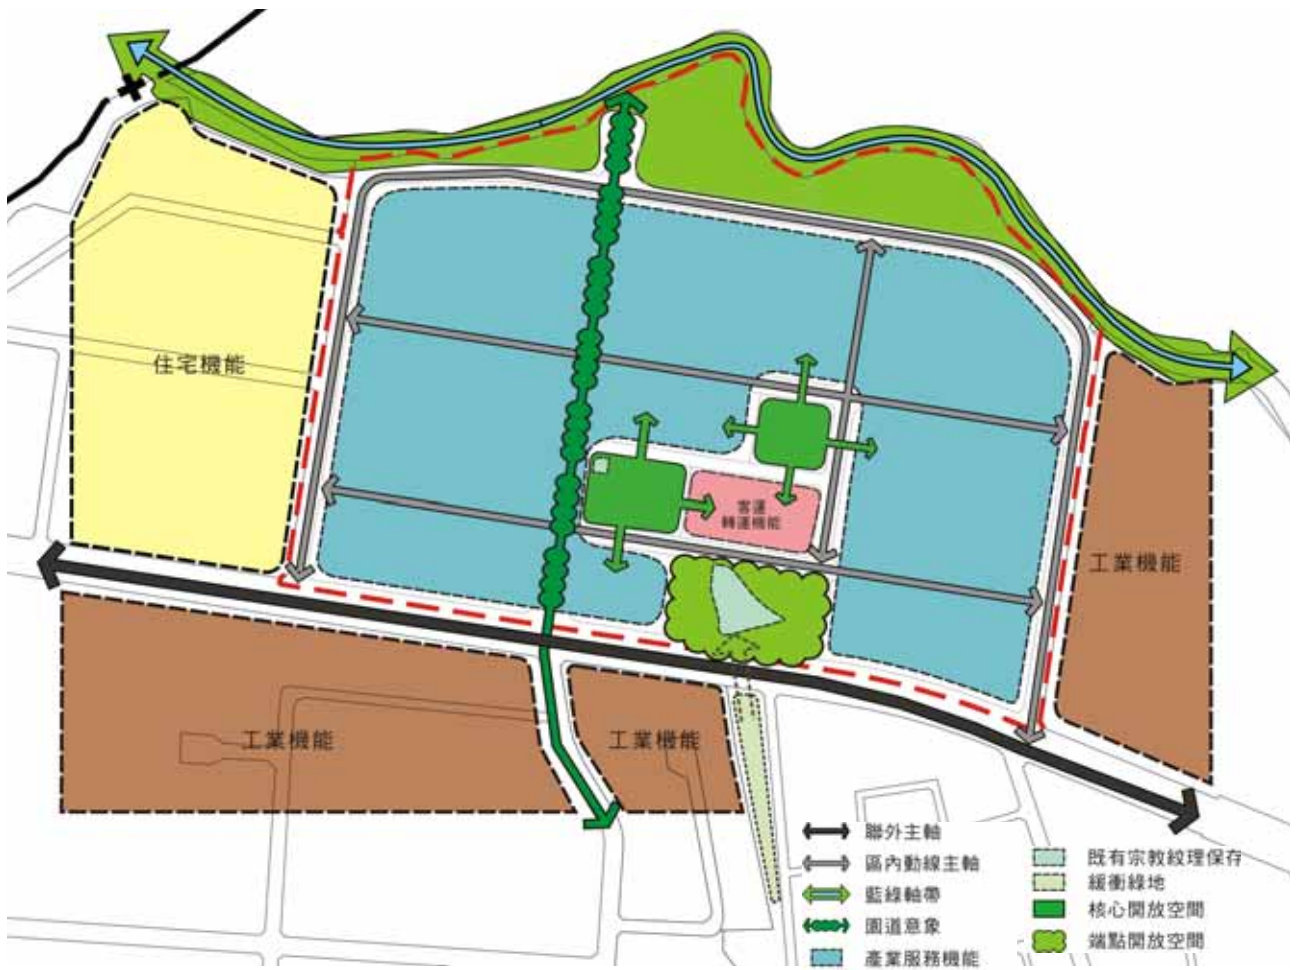 住宅機能
客運
轉運機能
工業機能
工業機能
工業機能
聯外主軸
區內動線主軸
藍綠軸帶
園道意象
產業服務機能
既有宗教紋理保存
緩衝綠地
核心開放空間
端點開放空間